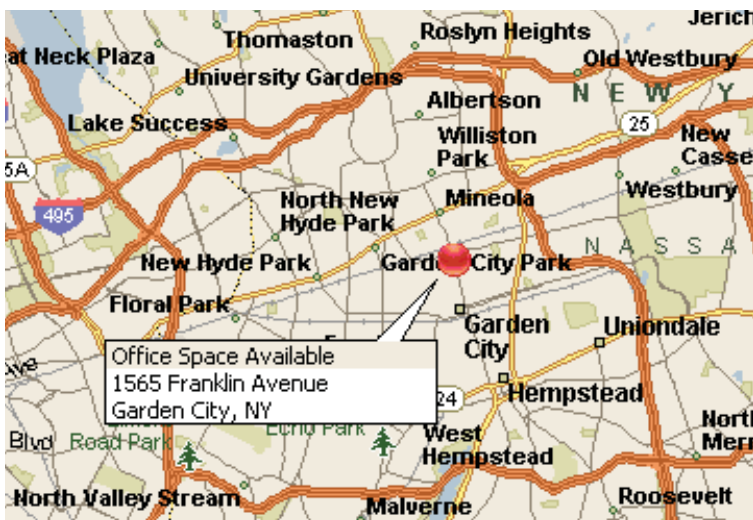 Jerich
Thomaston
Roslyn Heights
at Neck Plaza
Old Westbury
University Gardens
N E W Y
Albertson
Lake Success
25
New
Casse
Williston
Park
5A
Westbury
North New
Hyde Park
Mineola
495
N A S S A
New Hyde Park
Garde City Park
Floral Park
Garden
City
Uniondale
Office Space Available
1565 Franklin Avenue
Garden City, NY
Hempstead
24
Echo Park
Blvd
Road Park
West
Hempstead
North
Merr
North Valley Stream
Malverne
Roosevelt